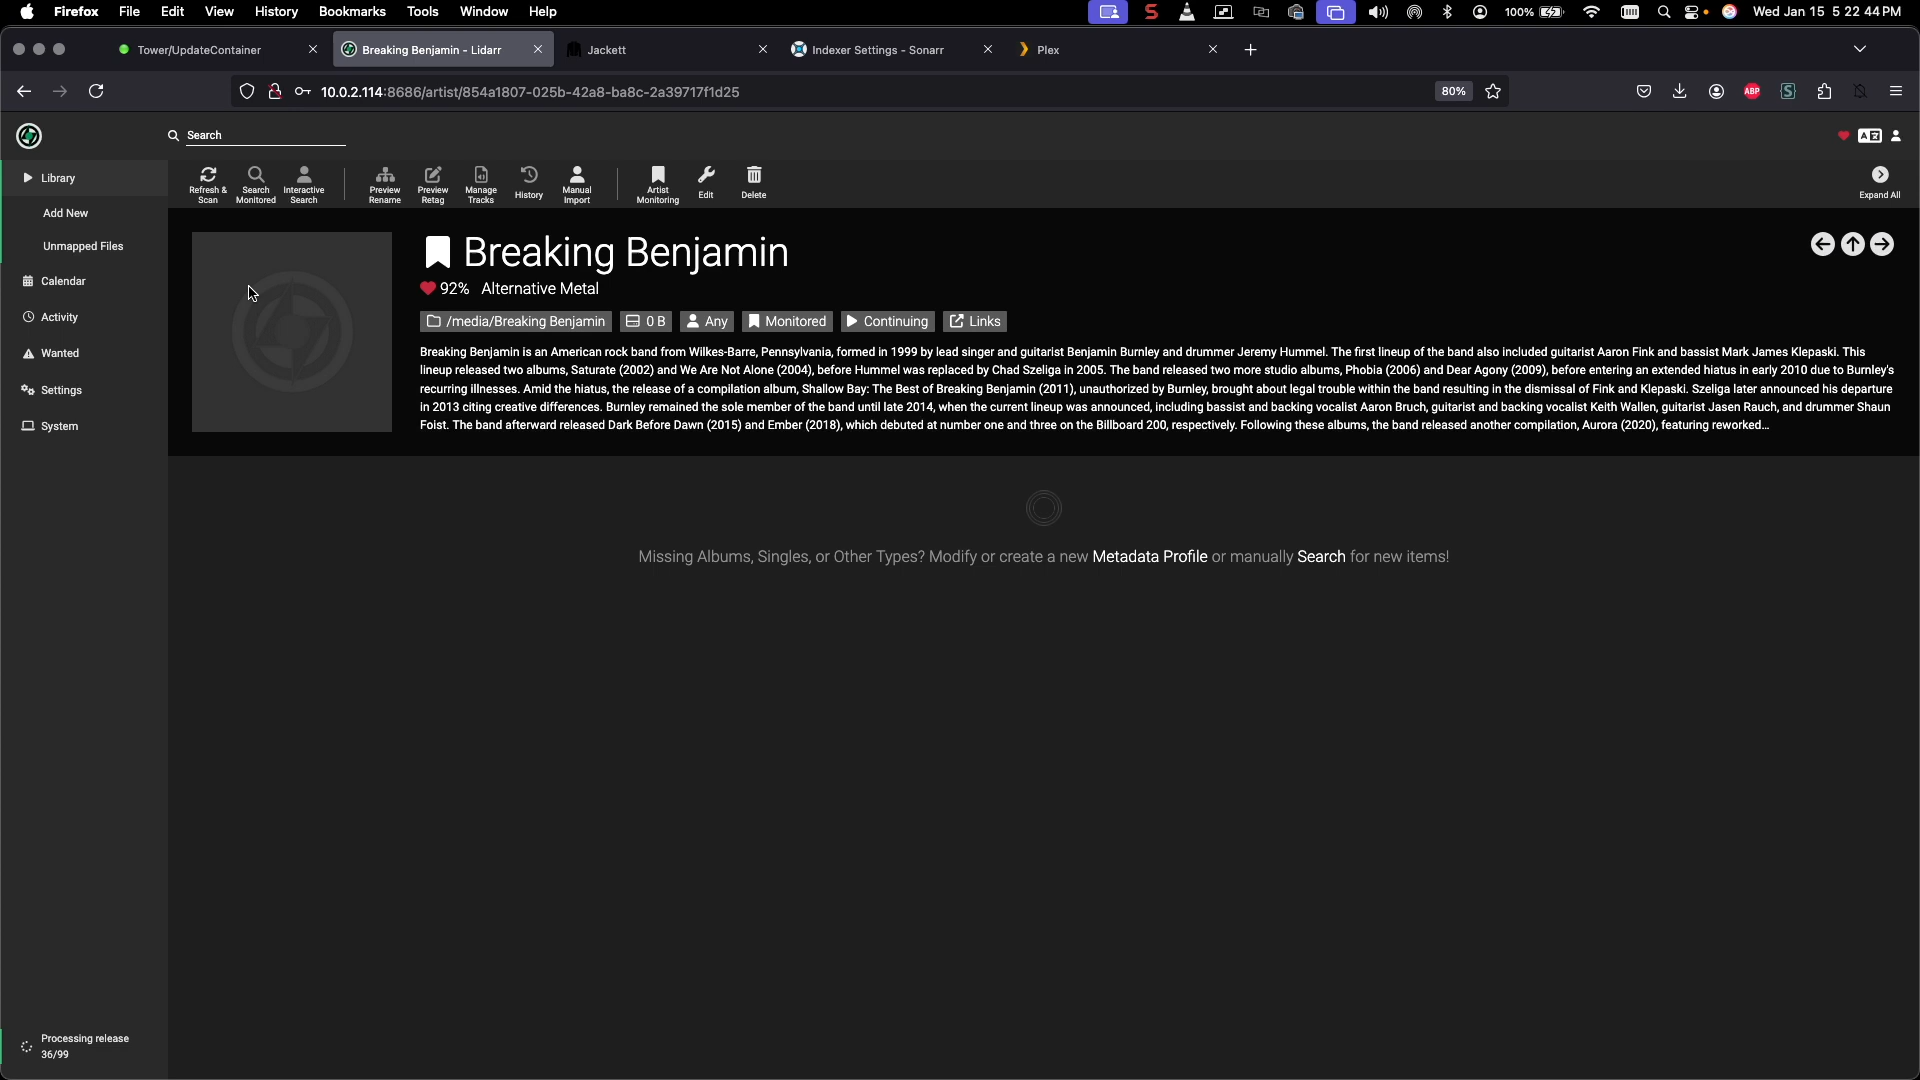 Firefox File Edit View History Bookmarks Tools Window Help 100% Wed Jan 15 5 22 44 PM
Tower/UpdateContainer Breaking Benjamin - Lidarr Jackett Indexer Settings - Sonarr Plex
10.0.2.114:8686/artist/854a1807-025b-42a8-ba8c-2a39717f1d25 80% ABP
Search
Library
Add New
Unmapped Files
Calendar
Activity
Wanted
Settings
System
Refresh & Scan
Search Monitored
Interactive Search
Preview Rename
Preview Retag
Manage Tracks
History
Manual Import
Artist Monitoring
Edit
Delete
Expand All
Breaking Benjamin
92% Alternative Metal
/media/Breaking Benjamin 0 B Any Monitored Continuing Links
Breaking Benjamin is an American rock band from Wilkes-Barre, Pennsylvania, formed in 1999 by lead singer and guitarist Benjamin Burnley and drummer Jeremy Hummel. The first lineup of the band also included guitarist Aaron Fink and bassist Mark James Klepaski. This
lineup released two albums, Saturate (2002) and We Are Not Alone (2004), before Hummel was replaced by Chad Szeliga in 2005. The band released two more studio albums, Phobia (2006) and Dear Agony (2009), before entering an extended hiatus in early 2010 due to Burnley's
recurring illnesses. Amid the hiatus, the release of a compilation album, Shallow Bay: The Best of Breaking Benjamin (2011), unauthorized by Burnley, brought about legal trouble within the band resulting in the dismissal of Fink and Klepaski. Szeliga later announced his departure
in 2013 citing creative differences. Burnley remained the sole member of the band until late 2014, when the current lineup was announced, including bassist and backing vocalist Aaron Bruch, guitarist and backing vocalist Keith Wallen, guitarist Jasen Rauch, and drummer Shaun
Foist. The band afterward released Dark Before Dawn (2015) and Ember (2018), which debuted at number one and three on the Billboard 200, respectively. Following these albums, the band released another compilation, Aurora (2020), featuring reworked...
Missing Albums, Singles, or Other Types? Modify or create a new Metadata Profile or manually Search for new items!
Processing release
36/99